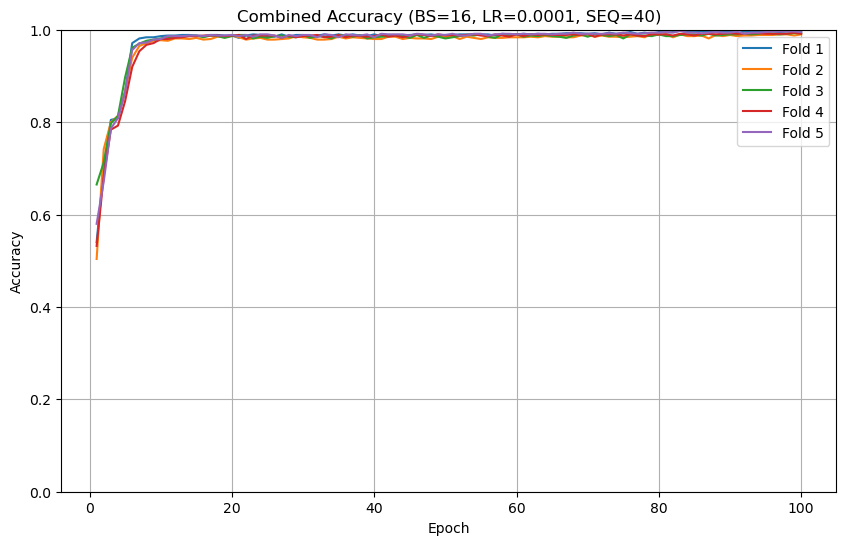 Combined Accuracy (BS=16, LR=0.0001, SEQ=40)
1.0
0.8
0.6
0.4
0.2
0.0
Accuracy
Fold 1
Fold 2
Fold 3
Fold 4
Fold 5
0 20 40 60 80 100
Epoch